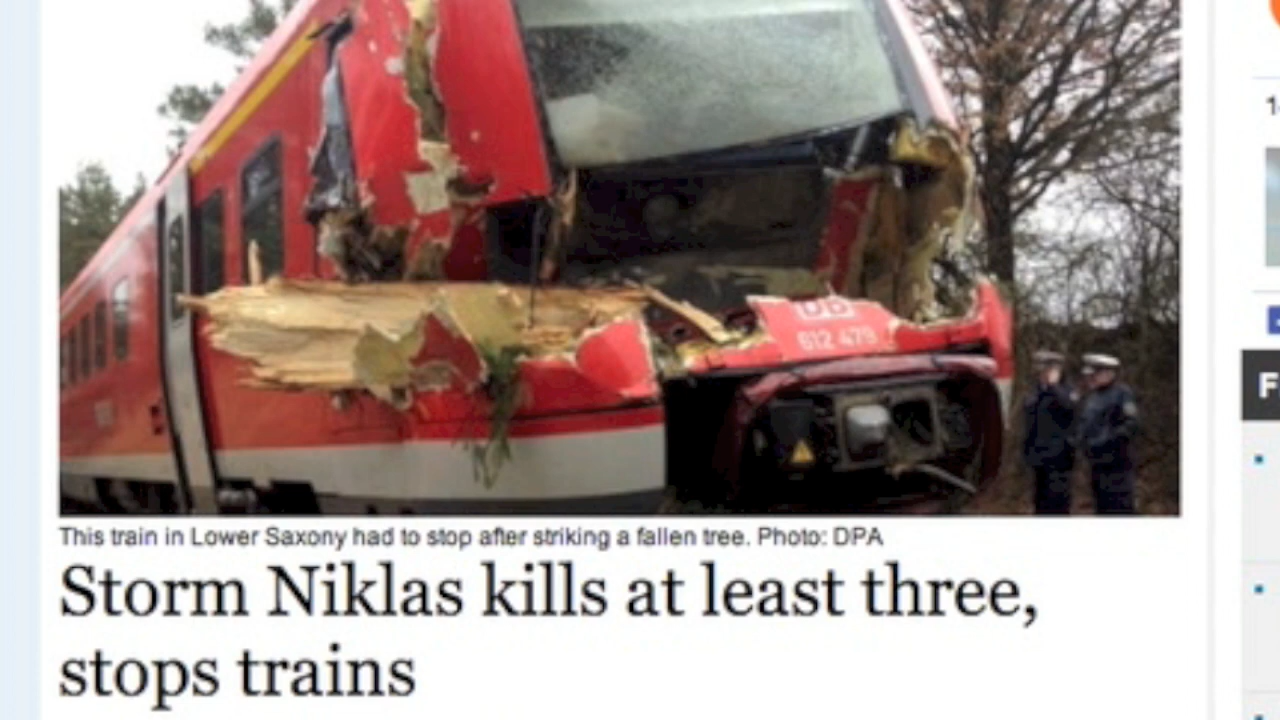 DB
612 479
1
F
This train in Lower Saxony had to stop after striking a fallen tree. Photo: DPA
Storm Niklas kills at least three,
stops trains